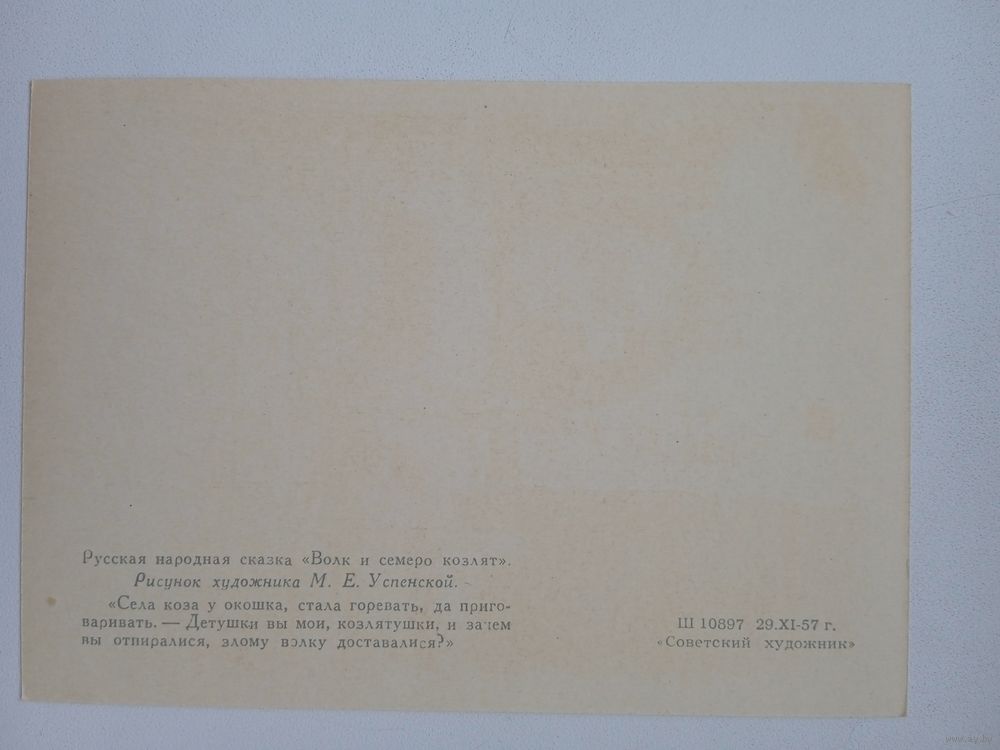 Русская народная сказка «Волк и семеро козлят».
Рисунок художника М. Е. Успенской.
«Села коза у окошка, стала горевать, да приго-
варивать. — Детушки вы мои, козлятушки, и зачем
вы отпиралися, злому волку доставалися?»
Ш 10897 29.XI-57 г.
«Советский художник»